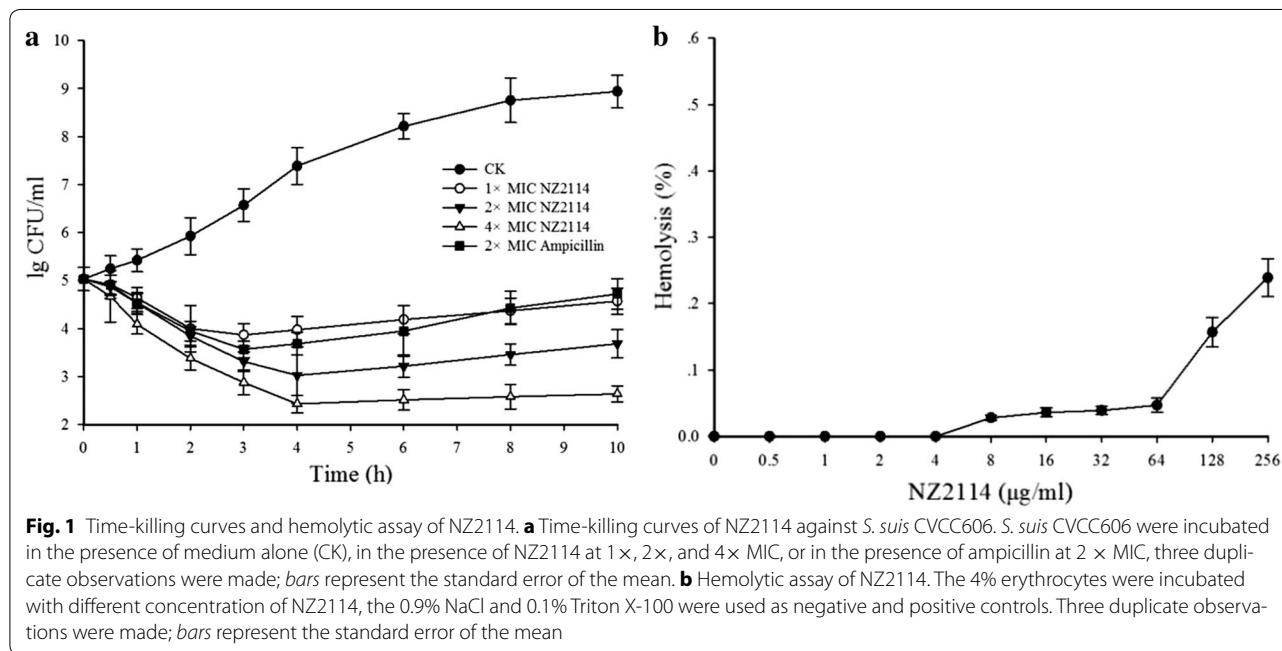 a
10
9
8
7
6
5
4
3
2
lg CFU/ml
0 1 2 3 4 5 6 7 8 9 10
Time (h)
CK
1× MIC NZ2114
2× MIC NZ2114
4× MIC NZ2114
2× MIC Ampicillin
b
.6
.5
.4
.3
.2
.1
0.0
Hemolysis (%)
0 0.5 1 2 4 8 16 32 64 128 256
NZ2114 (μg/ml)
Fig. 1 Time-killing curves and hemolytic assay of NZ2114. a Time-killing curves of NZ2114 against S. suis CVCC606. S. suis CVCC606 were incubated
in the presence of medium alone (CK), in the presence of NZ2114 at 1×, 2×, and 4× MIC, or in the presence of ampicillin at 2 × MIC, three dupli-
cate observations were made; bars represent the standard error of the mean. b Hemolytic assay of NZ2114. The 4% erythrocytes were incubated
with different concentration of NZ2114, the 0.9% NaCl and 0.1% Triton X-100 were used as negative and positive controls. Three duplicate observa-
tions were made; bars represent the standard error of the mean